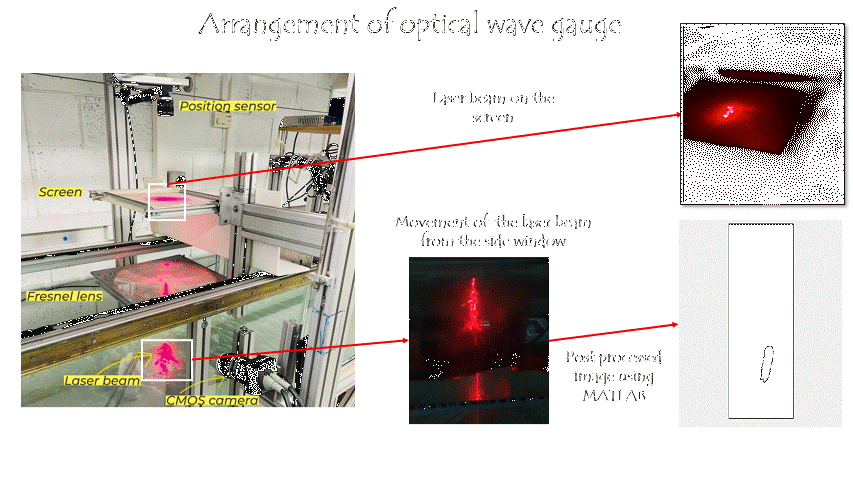 Arrangement of optical wave gauge
Position sensor
Laser beam on the
screen
Screen
Movement of the laser beam
from the side window
Fresnel lens
Post processed
image using
MATLAB
Laser beam
CMOS camera